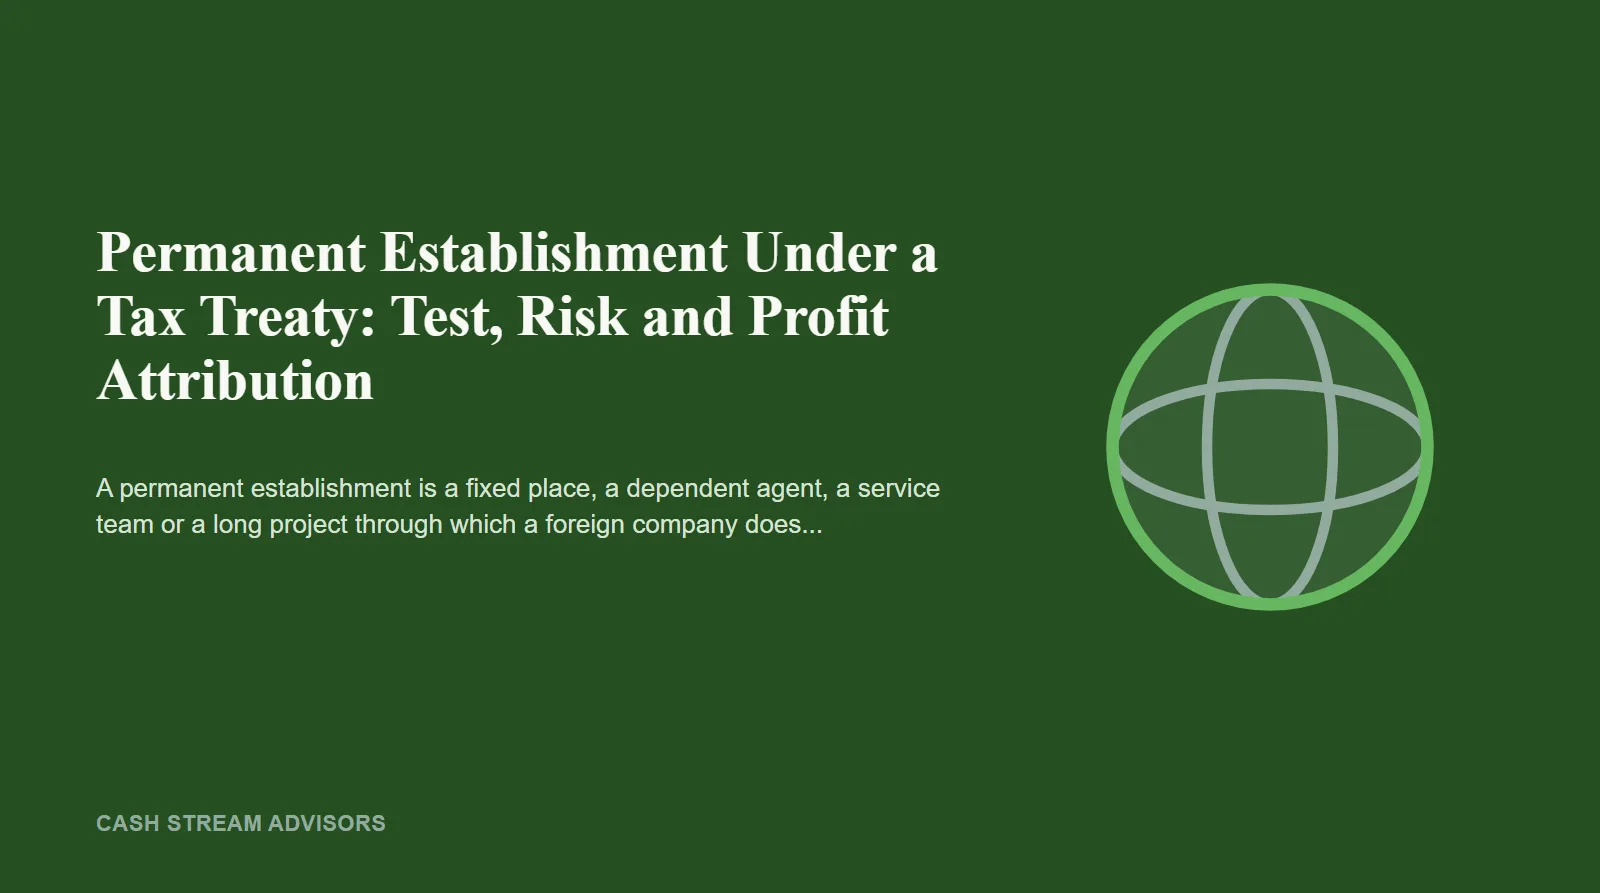 Permanent Establishment Under a
Tax Treaty: Test, Risk and Profit
Attribution
A permanent establishment is a fixed place, a dependent agent, a service
team or a long project through which a foreign company does...
CASH STREAM ADVISORS